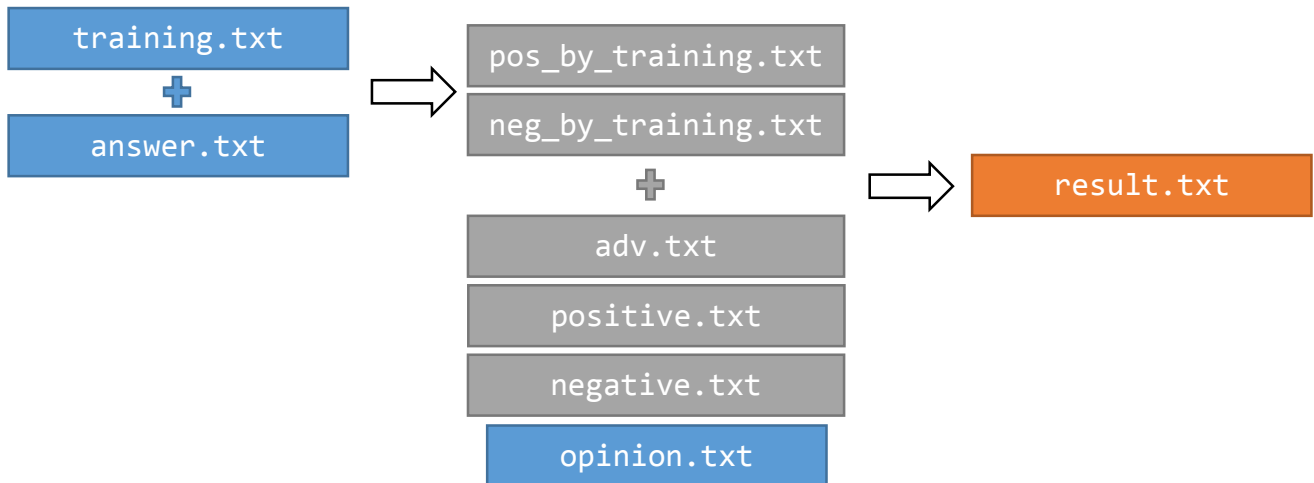 training.txt
answer.txt
pos_by_training.txt
neg_by_training.txt
adv.txt
positive.txt
negative.txt
opinion.txt
result.txt